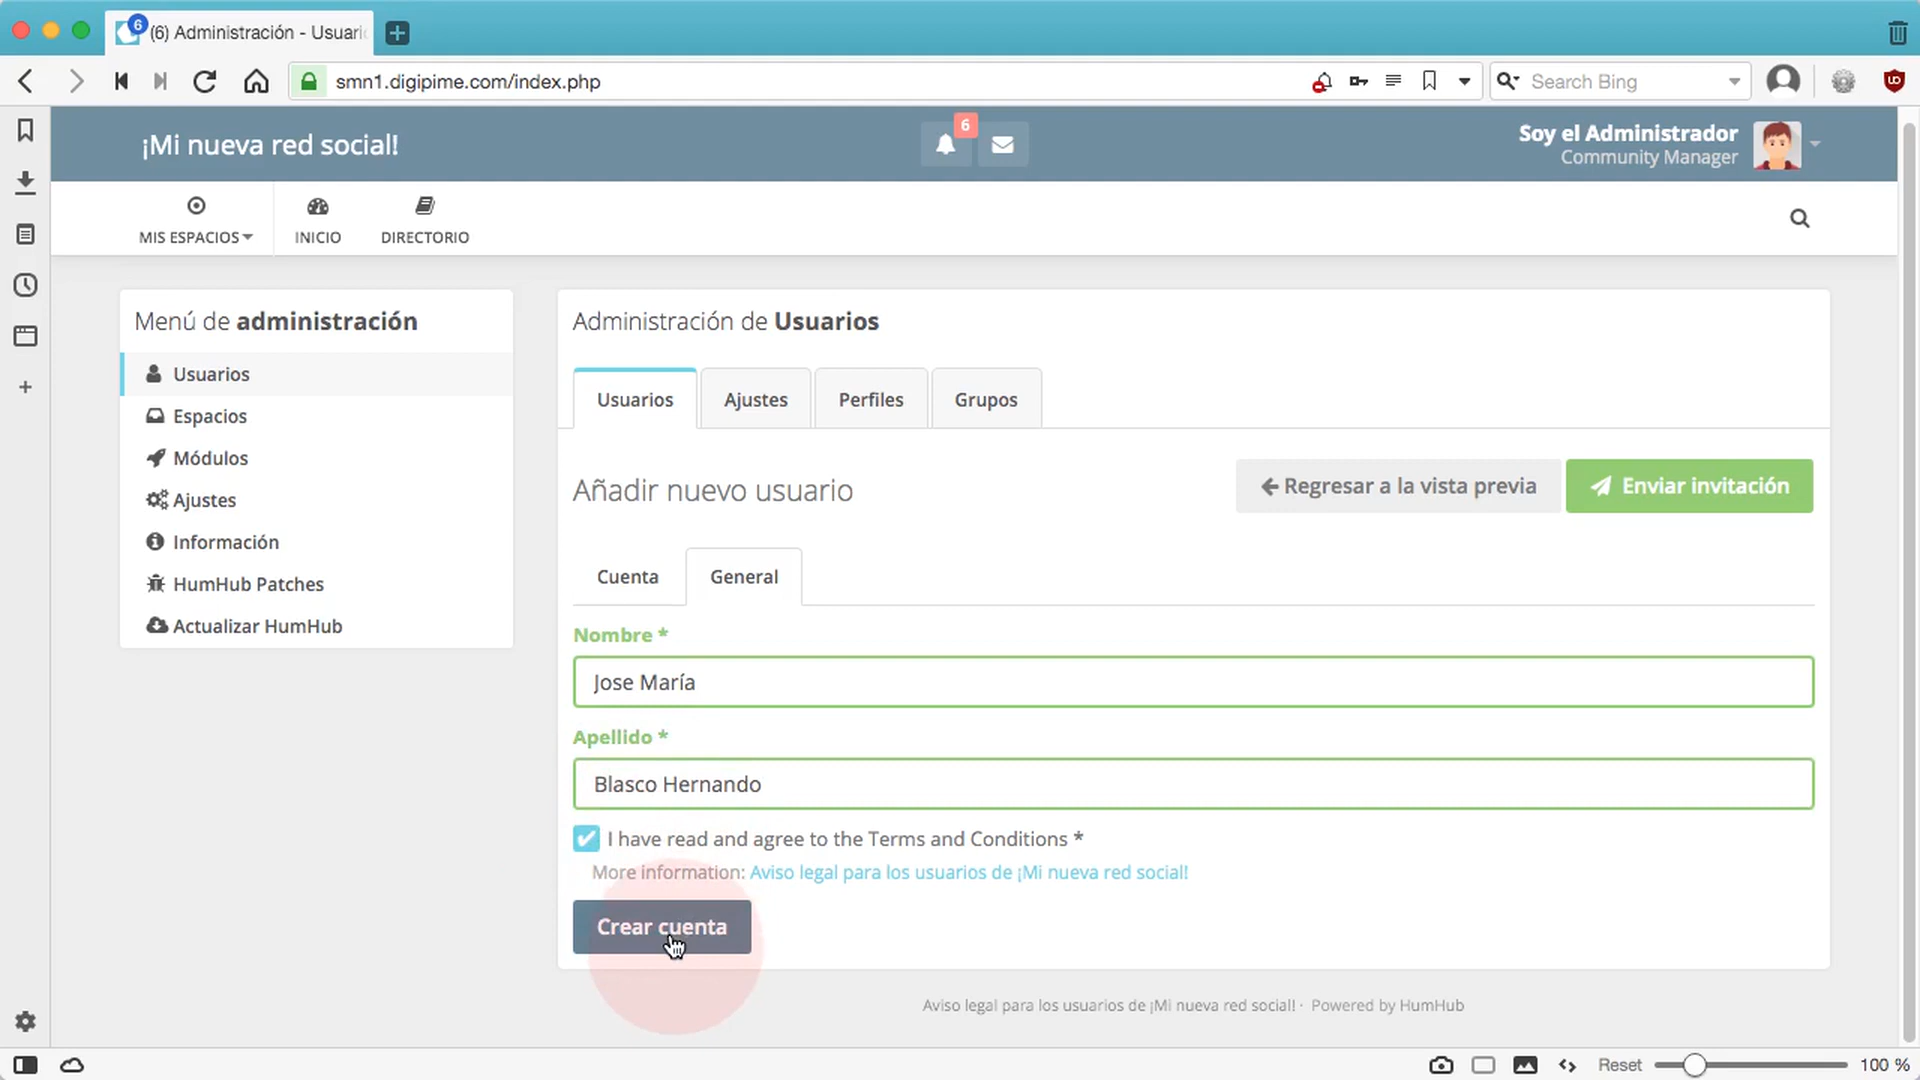 6
(6) Administración - Usuari
smn1.digipime.com/index.php
Search Bing
¡Mi nueva red social!
6
Soy el Administrador
Community Manager
MIS ESPACIOS
INICIO
DIRECTORIO
Menú de administración
Usuarios
Espacios
Módulos
Ajustes
Información
HumHub Patches
Actualizar HumHub
Administración de Usuarios
Usuarios
Ajustes
Perfiles
Grupos
Añadir nuevo usuario
Regresar a la vista previa
Enviar invitación
Cuenta
General
Nombre *
Jose María
Apellido *
Blasco Hernando
I have read and agree to the Terms and Conditions *
More information: Aviso legal para los usuarios de ¡Mi nueva red social!
Crear cuenta
Aviso legal para los usuarios de ¡Mi nueva red social! · Powered by HumHub
Reset
100 %